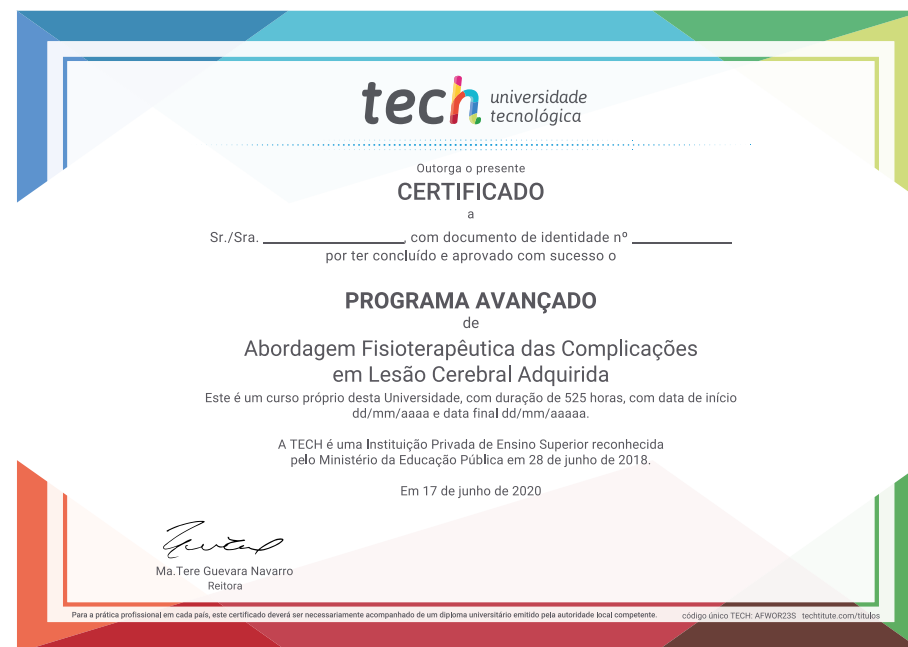 tech universidade
tecnológica
Outorga o presente
CERTIFICADO
a
Sr./Sra. ____________, com documento de identidade nº ____________
por ter concluído e aprovado com sucesso o
PROGRAMA AVANÇADO
de
Abordagem Fisioterapêutica das Complicações
em Lesão Cerebral Adquirida
Este é um curso próprio desta Universidade, com duração de 525 horas, com data de início
dd/mm/aaaa e data final dd/mm/aaaaa.
A TECH é uma Instituição Privada de Ensino Superior reconhecida
pelo Ministério da Educação Pública em 28 de junho de 2018.
Em 17 de junho de 2020
Ma.Tere Guevara Navarro
Reitora
Para a prática profissional em cada país, este certificado deverá ser necessariamente acompanhado de um diploma universitário emitido pela autoridade local competente. código único TECH: AFWOR23S techtitute.com/titulos